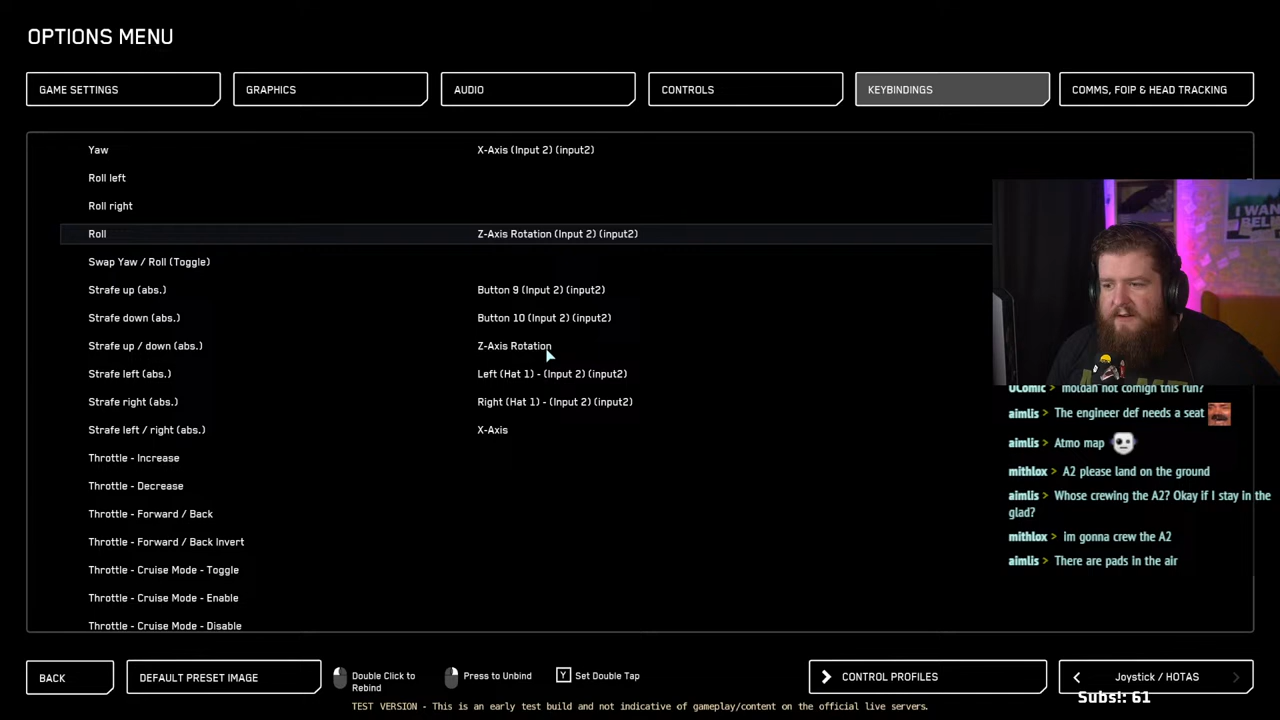 OPTIONS MENU
GAME SETTINGS
GRAPHICS
AUDIO
CONTROLS
KEYBINDINGS
COMMS, FOIP & HEAD TRACKING
Yaw X-Axis (Input 2) (input2)
Roll left
Roll right
Roll Z-Axis Rotation (Input 2) (input2)
Swap Yaw / Roll (Toggle)
Strafe up (abs.) Button 9 (Input 2) (input2)
Strafe down (abs.) Button 10 (Input 2) (input2)
Strafe up / down (abs.) Z-Axis Rotation
Strafe left (abs.) Left (Hat 1) - (Input 2) (input2)
Strafe right (abs.) Right (Hat 1) - (Input 2) (input2)
Strafe left / right (abs.) X-Axis
Throttle - Increase
Throttle - Decrease
Throttle - Forward / Back
Throttle - Forward / Back Invert
Throttle - Cruise Mode - Toggle
Throttle - Cruise Mode - Enable
Throttle - Cruise Mode - Disable
I WANT
BELI
UComic > moldan not comign this run?
aimlis > The engineer def needs a seat
aimlis > Atmo map
mithlox > A2 please land on the ground
aimlis > Whose crewing the A2? Okay if I stay in the
glad?
mithlox > im gonna crew the A2
aimlis > There are pads in the air
BACK
DEFAULT PRESET IMAGE
Double Click to
Rebind
Press to Unbind
Y Set Double Tap
CONTROL PROFILES
Joystick / HOTAS
Subs!: 61
TEST VERSION - This is an early test build and not indicative of gameplay/content on the official live servers.